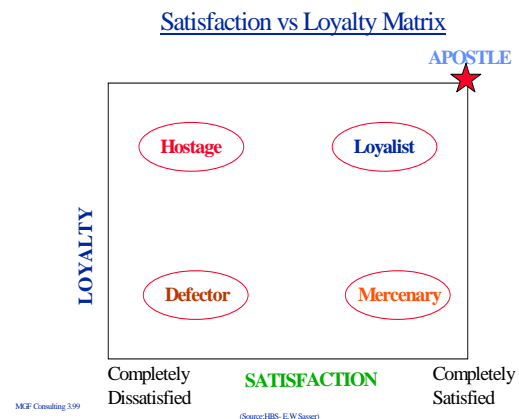 Satisfaction vs Loyalty Matrix
APOSTLE
Hostage
Loyalist
LOYALTY
Defector
Mercenary
Completely
Dissatisfied
SATISFACTION
Completely
Satisfied
MGF Consulting 3.99
(Source:HBS- E.W Sasser)